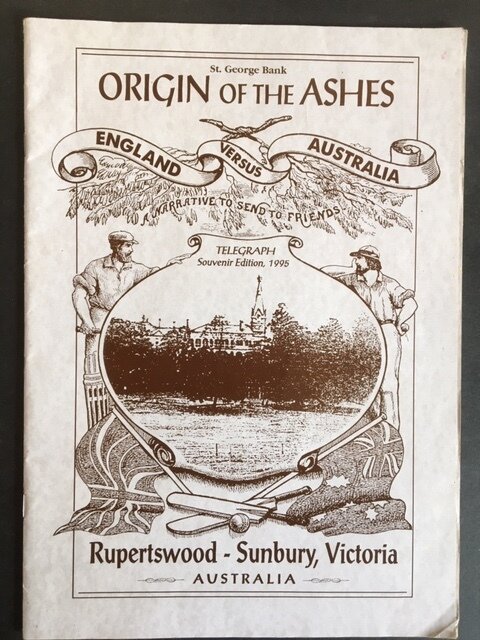 St. George Bank
ORIGIN OF THE ASHES
ENGLAND VERSUS AUSTRALIA
A NARRATIVE TO SEND TO FRIENDS
TELEGRAPH
Souvenir Edition, 1995
Rupertswood - Sunbury, Victoria
AUSTRALIA